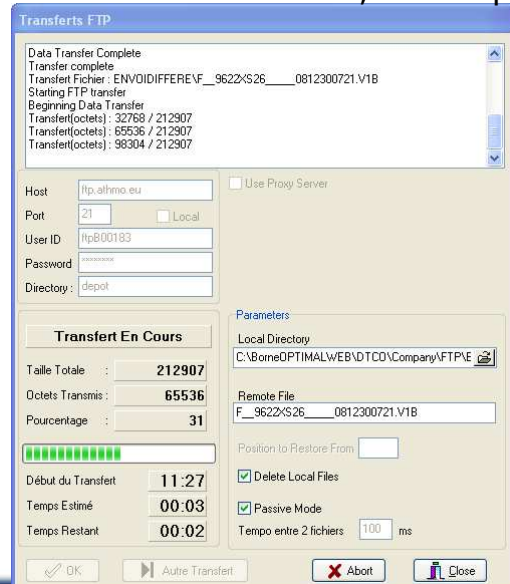 Transferts FTP
Data Transfer Complete
Transfer complete
Transfert Fichier : ENVOIDIFFERE\F__9622XS26_____0812300721.V1B
Starting FTP transfer
Beginning Data Transfer
Transfert(octets) : 32768 / 212907
Transfert(octets) : 65536 / 212907
Transfert(octets) : 98304 / 212907
Host ftp.athmo.eu
Use Proxy Server
Port 21 Local
User ID ftpB00183
Password ××××××××
Directory : depot
Transfert En Cours
Taille Totale : 212907
Octets Transmis : 65536
Pourcentage : 31
Début du Transfert 11:27
Temps Estimé 00:03
Temps Restant 00:02
Parameters
Local Directory
C:\BorneOPTIMALWEB\DTCO\Company\FTP\E
Remote File
F__9622XS26_____0812300721.V1B
Position to Restore From
Delete Local Files
Passive Mode
Tempo entre 2 fichiers 100 ms
OK Autre Transfert Abort Close